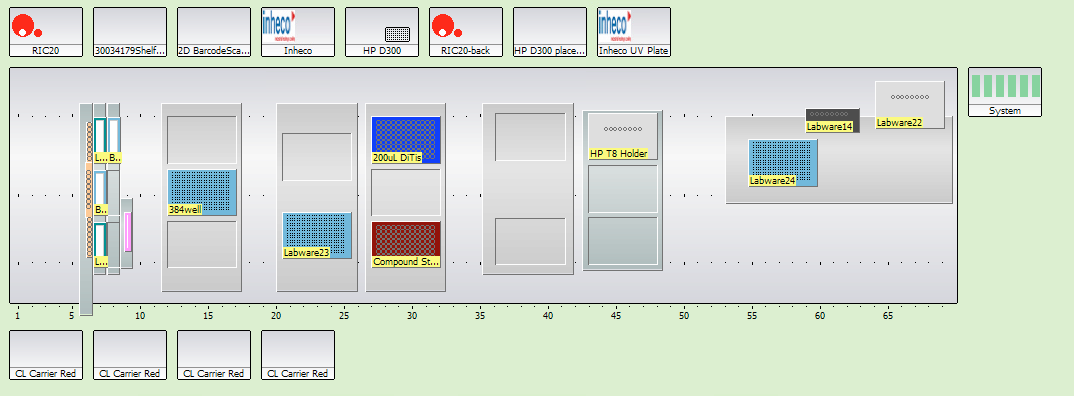 inheco
inheco
RIC20
30034179Shelf...
2D BarcodeSca...
Inheco
HP D300
RIC20-back
HP D300 place...
Inheco UV Plate
System
Labware22
Labware14
200uL DiTis
HP T8 Holder
L...
B...
Labware24
B...
384well
Labware23
L...
Compound St...
1
5
10
15
20
25
30
35
40
45
50
55
60
65
CL Carrier Red
CL Carrier Red
CL Carrier Red
CL Carrier Red